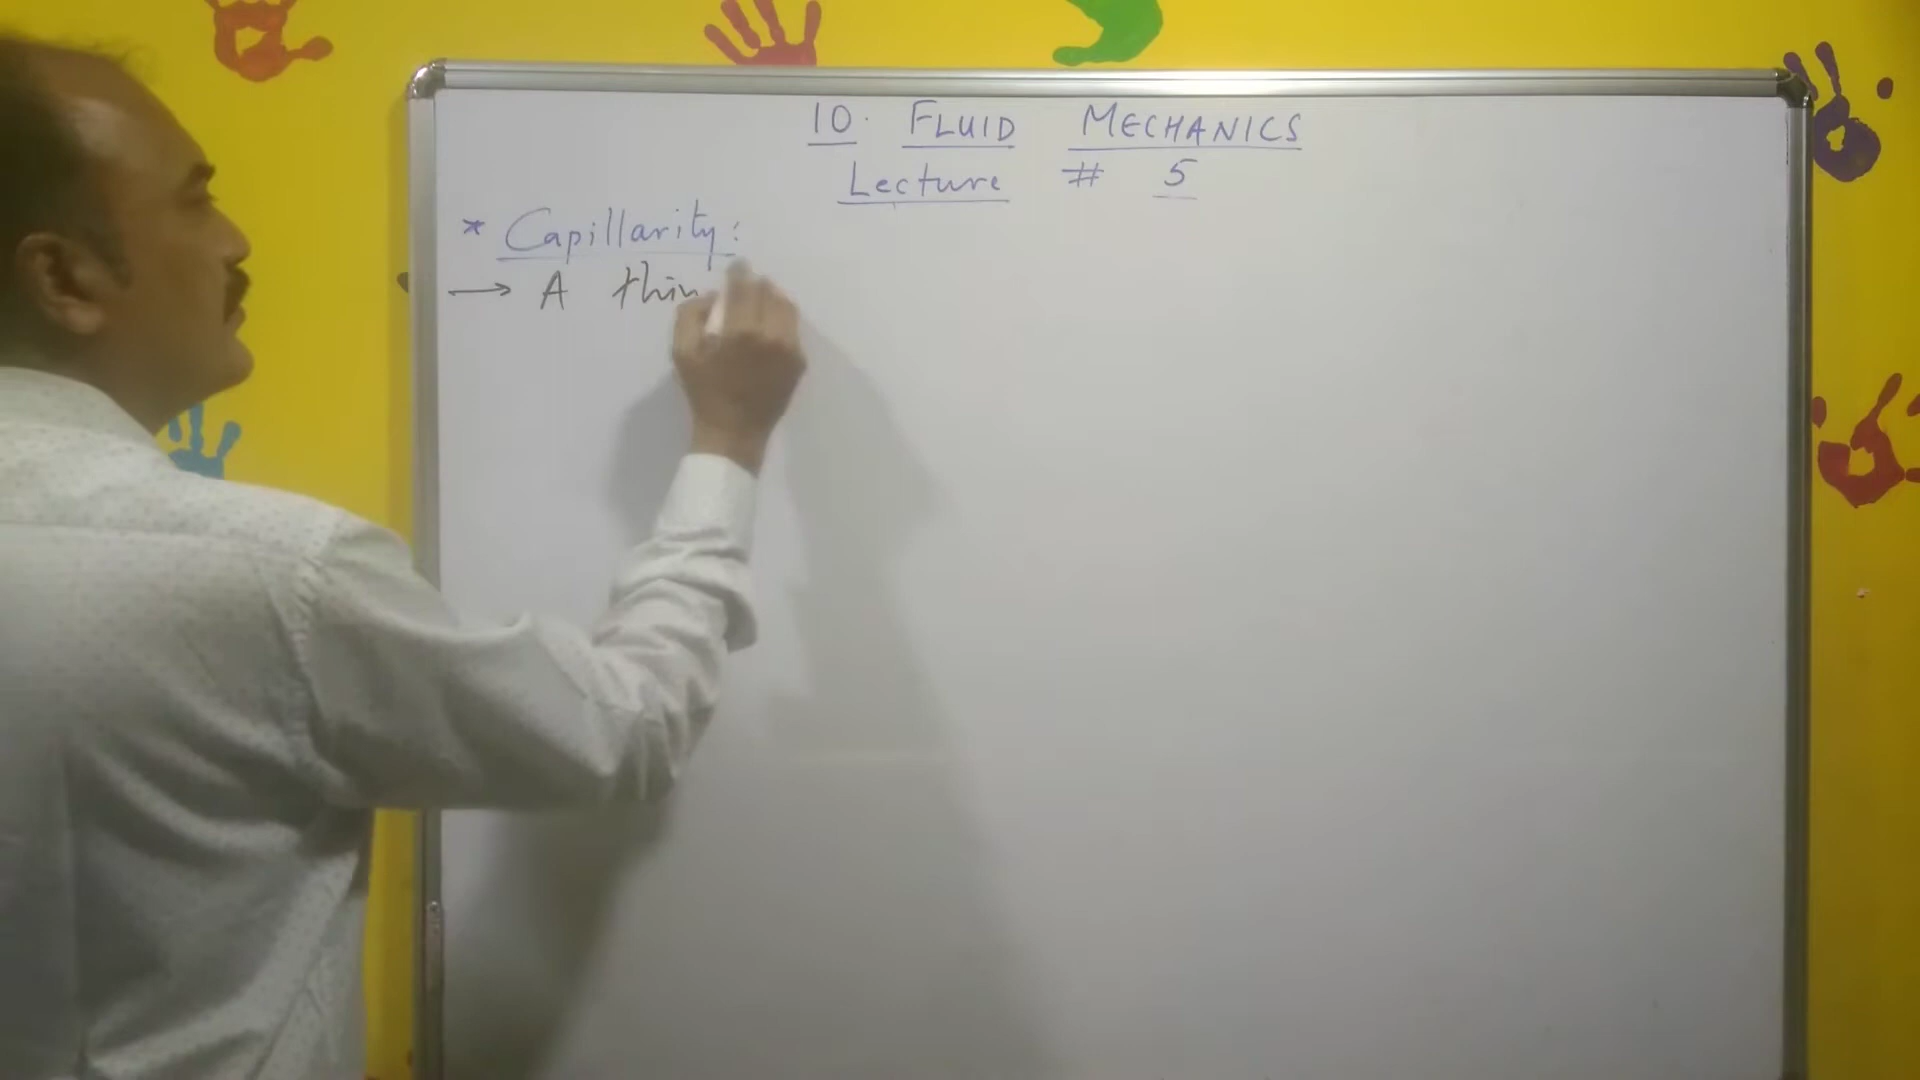 10. FLUID MECHANICS
Lecture # 5
* Capillarity:
→ A thin